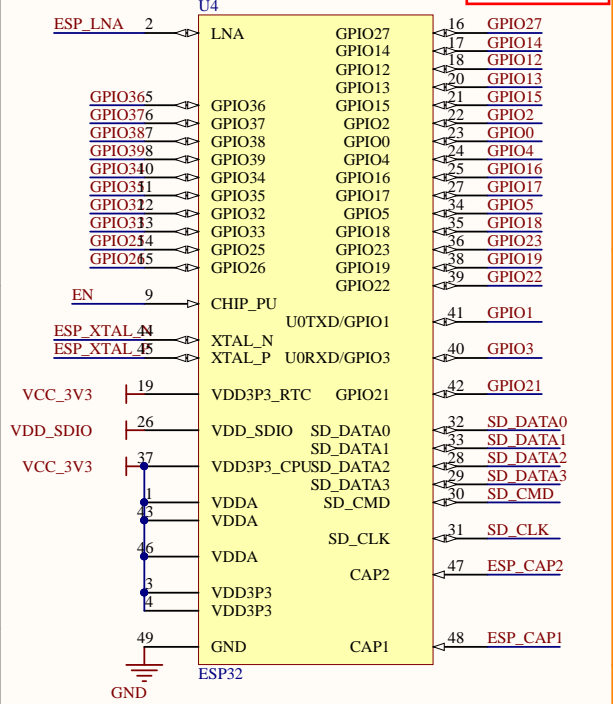 U4
ESP_LNA 2 LNA GPIO27 16 GPIO27
GPIO14 17 GPIO14
GPIO12 18 GPIO12
GPIO13 20 GPIO13
GPIO36 5 GPIO36 GPIO15 21 GPIO15
GPIO37 6 GPIO37 GPIO2 22 GPIO2
GPIO38 7 GPIO38 GPIO0 23 GPIO0
GPIO39 8 GPIO39 GPIO4 24 GPIO4
GPIO34 10 GPIO34 GPIO16 25 GPIO16
GPIO35 11 GPIO35 GPIO17 27 GPIO17
GPIO32 12 GPIO32 GPIO5 34 GPIO5
GPIO33 13 GPIO33 GPIO18 35 GPIO18
GPIO25 14 GPIO25 GPIO23 36 GPIO23
GPIO26 15 GPIO26 GPIO19 38 GPIO19
GPIO22 39 GPIO22
EN 9 CHIP_PU
U0TXD/GPIO1 41 GPIO1
ESP_XTAL_N 44 XTAL_N
ESP_XTAL_P 45 XTAL_P U0RXD/GPIO3 40 GPIO3
VCC_3V3 19 VDD3P3_RTC GPIO21 42 GPIO21
VDD_SDIO 26 VDD_SDIO SD_DATA0 32 SD_DATA0
SD_DATA1 33 SD_DATA1
VCC_3V3 37 VDD3P3_CPU SD_DATA2 28 SD_DATA2
SD_DATA3 29 SD_DATA3
1 VDDA SD_CMD 30 SD_CMD
43 VDDA
SD_CLK 31 SD_CLK
46 VDDA
CAP2 47 ESP_CAP2
3 VDD3P3
4 VDD3P3
49 GND CAP1 48 ESP_CAP1
ESP32
GND